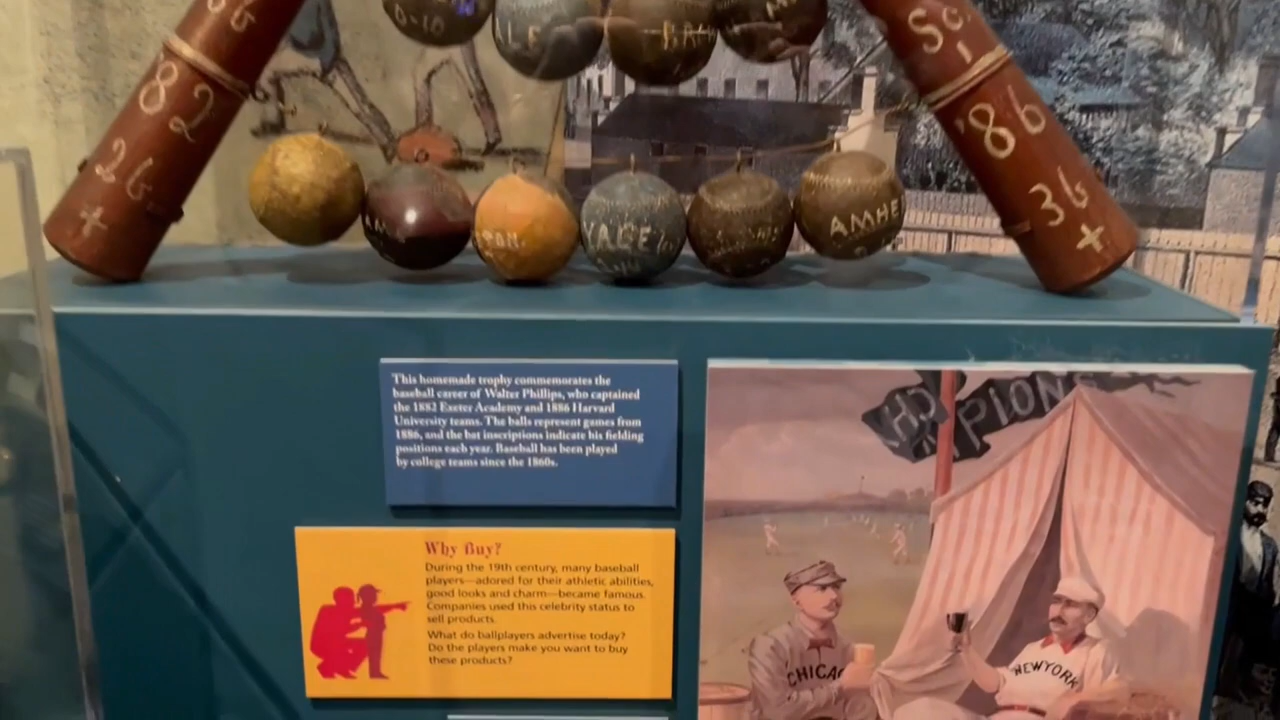 36
'82
26
+
D-10
YALE
AMHE
So.
'86
36
+
This homemade trophy commemorates the
baseball career of Walter Phillips, who captained
the 1882 Exeter Academy and 1886 Harvard
University teams. The balls represent games from
1886, and the bat inscriptions indicate his fielding
positions each year. Baseball has been played
by college teams since the 1860s.
Why Buy?
During the 19th century, many baseball
players—adored for their athletic abilities,
good looks and charm—became famous.
Companies used this celebrity status to
sell products.
What do ballplayers advertise today?
Do the players make you want to buy
these products?
PIONS
CHICAG
NEWYORK